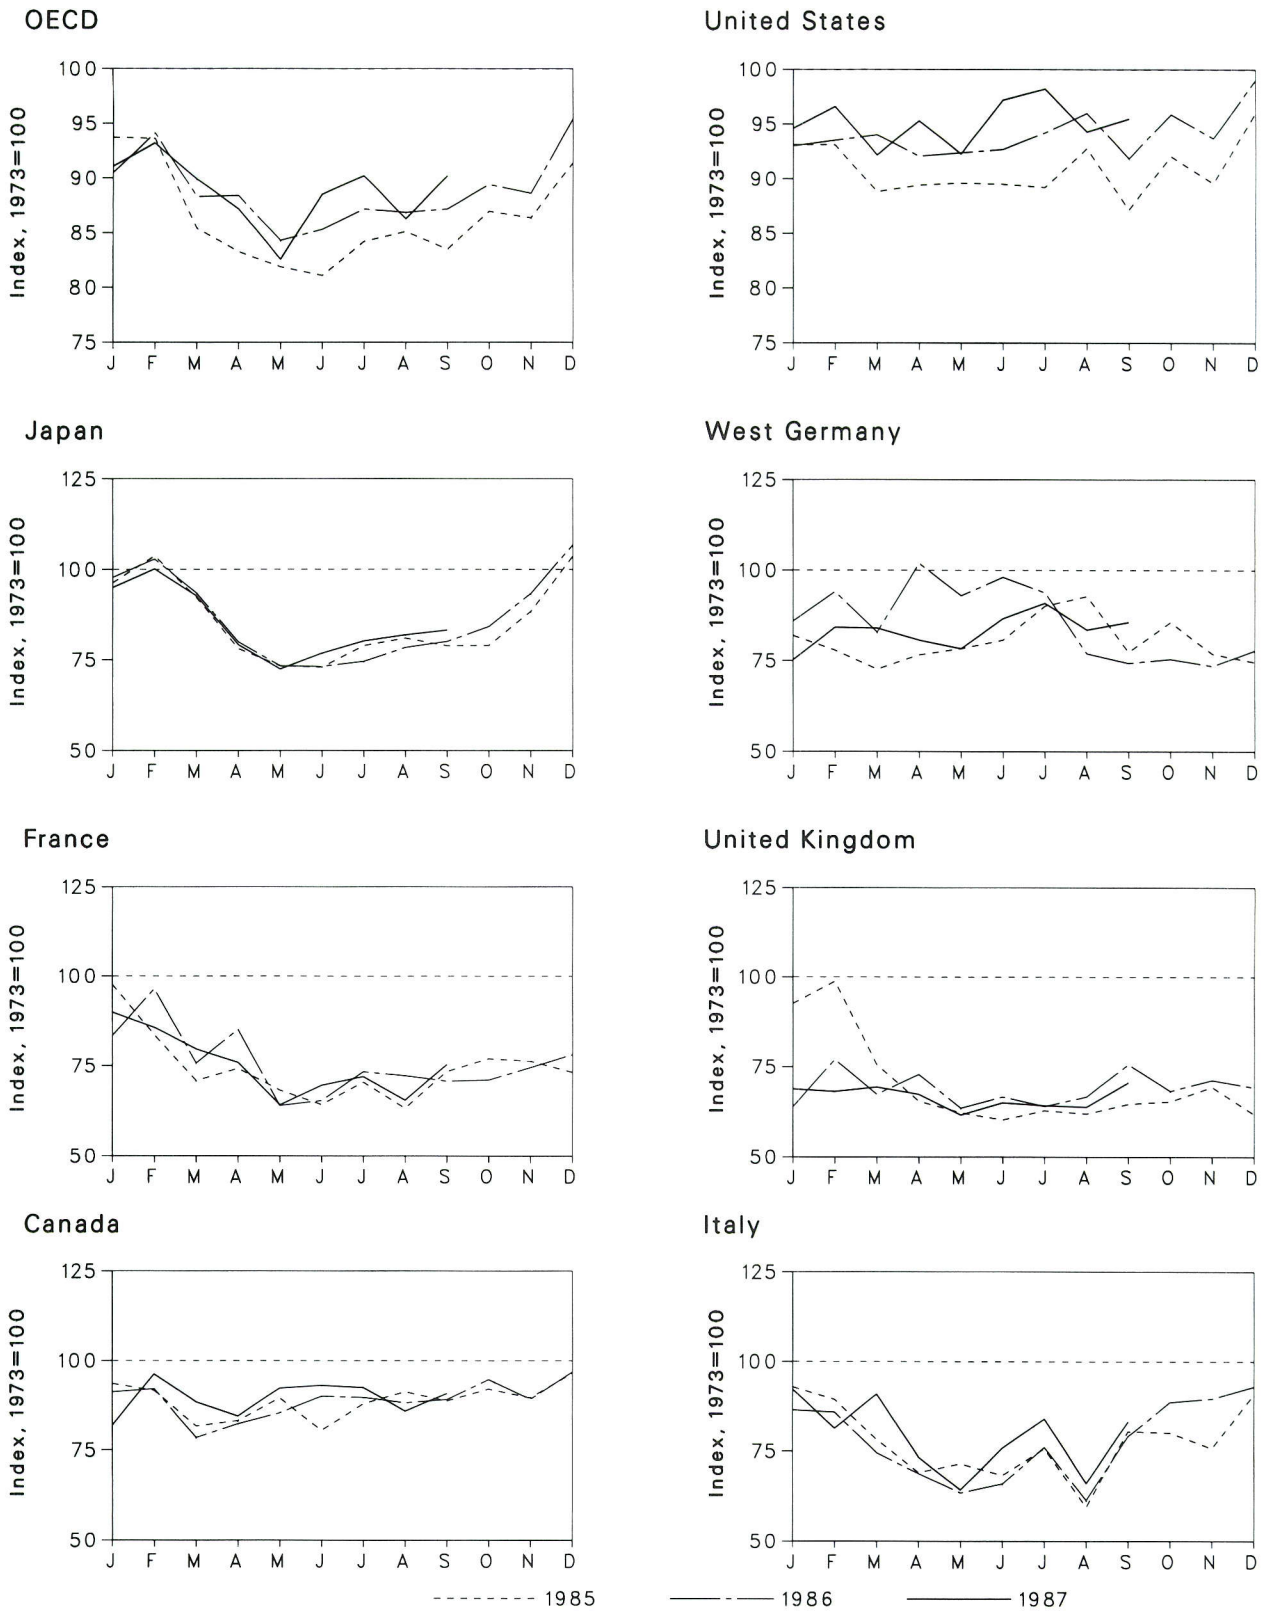 OECD
Index, 1973=100
100
95
90
85
80
75
J F M A M J J A S O N D
United States
Index, 1973=100
100
95
90
85
80
75
J F M A M J J A S O N D
Japan
Index, 1973=100
125
100
75
50
J F M A M J J A S O N D
West Germany
Index, 1973=100
125
100
75
50
J F M A M J J A S O N D
France
Index, 1973=100
125
100
75
50
J F M A M J J A S O N D
United Kingdom
Index, 1973=100
125
100
75
50
J F M A M J J A S O N D
Canada
Index, 1973=100
125
100
75
50
J F M A M J J A S O N D
Italy
Index, 1973=100
125
100
75
50
J F M A M J J A S O N D
1985 1986 1987